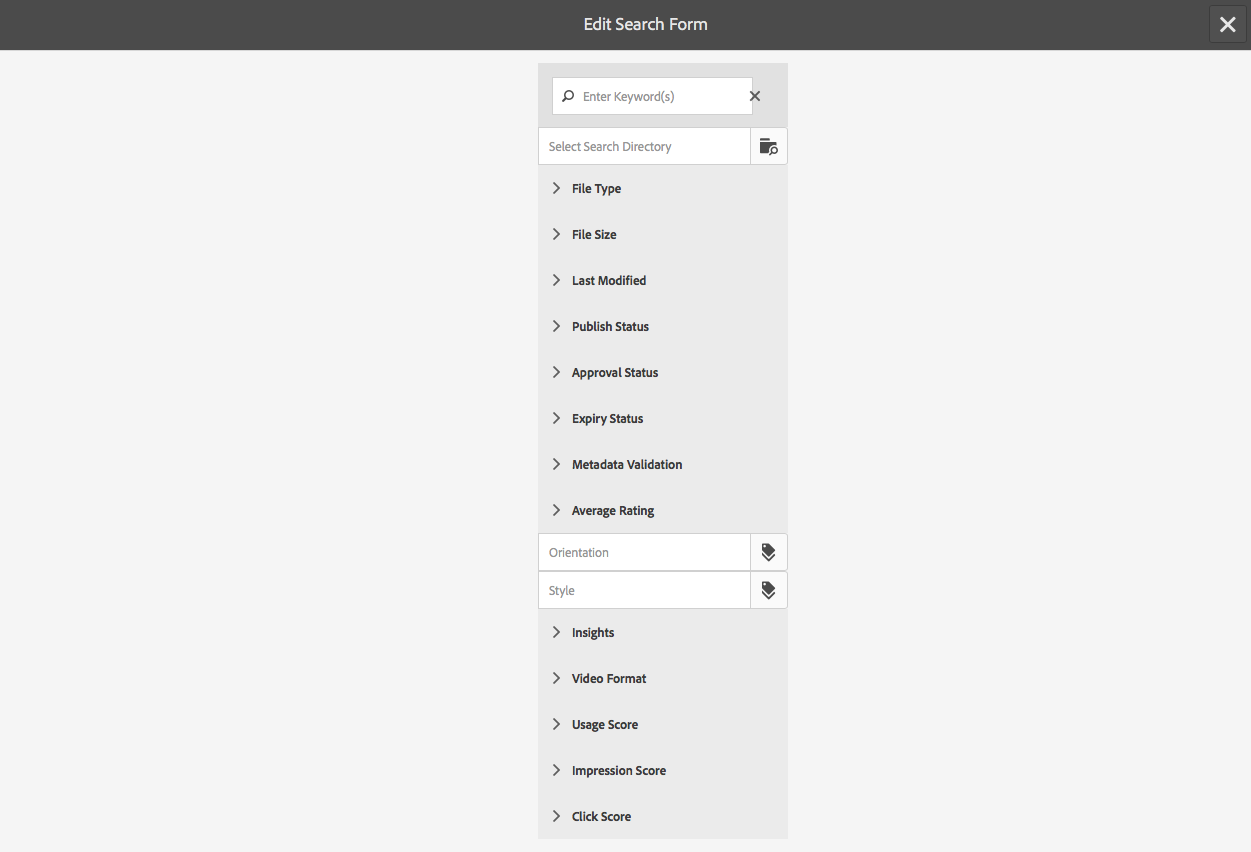 Edit Search Form
Enter Keyword(s)
Select Search Directory
File Type
File Size
Last Modified
Publish Status
Approval Status
Expiry Status
Metadata Validation
Average Rating
Orientation
Style
Insights
Video Format
Usage Score
Impression Score
Click Score